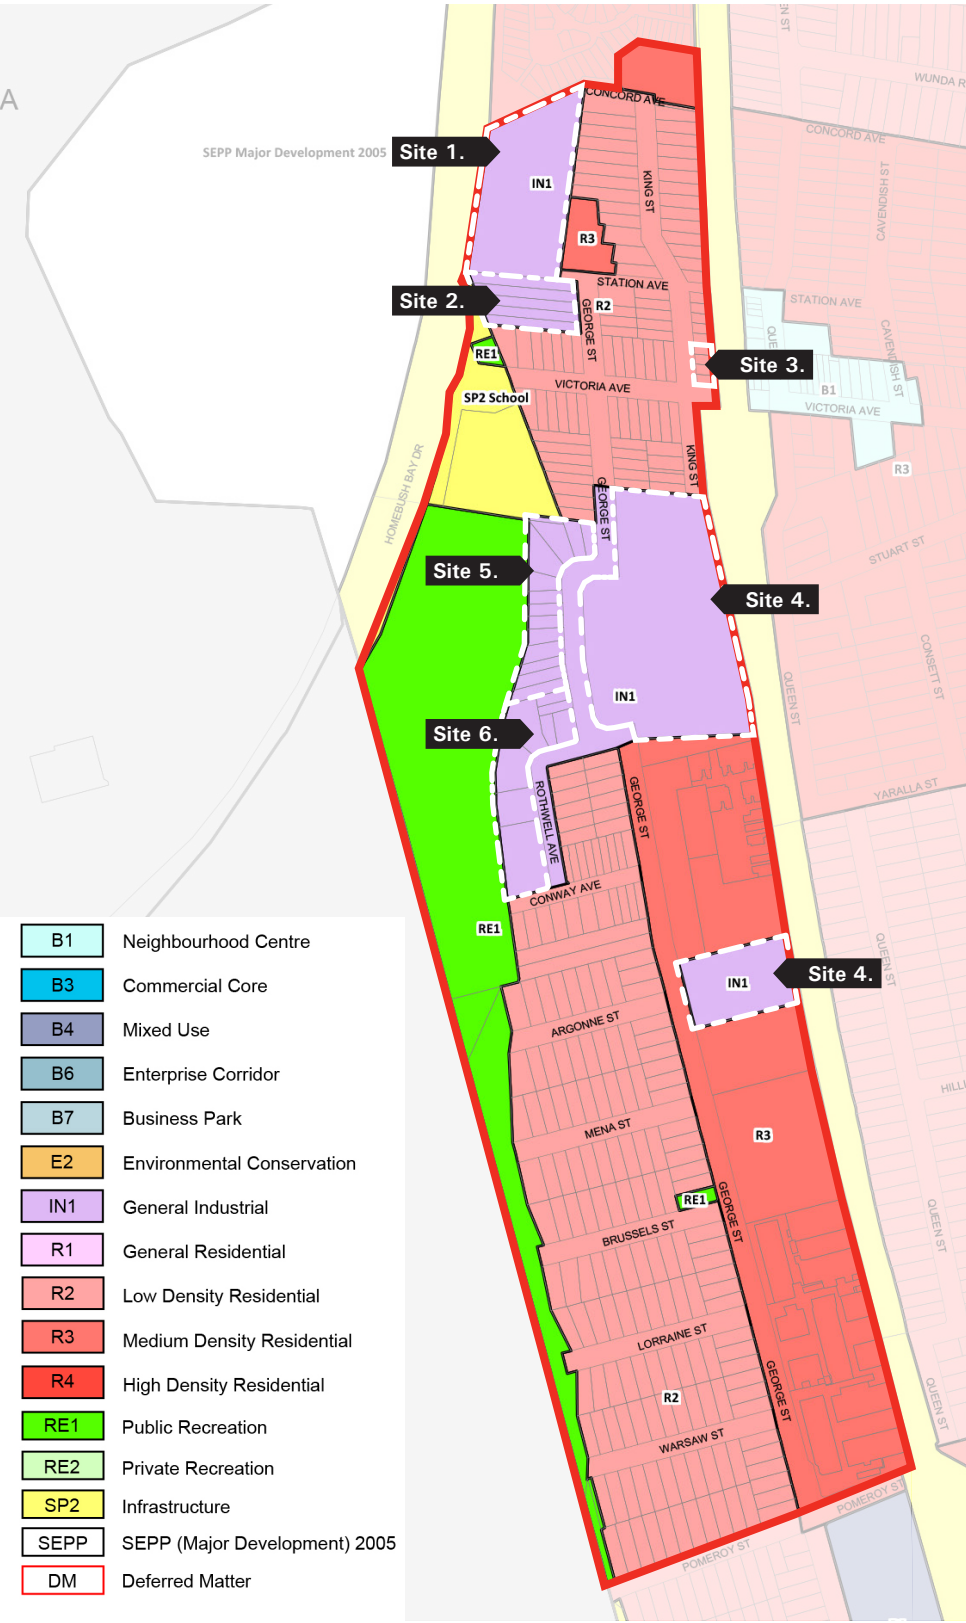 EN ST
WUNDA R
A
CONCORD AVE
CONCORD AVE
SEPP Major Development 2005
Site 1.
IN1
KING ST
CAVENDISH ST
R3
STATION AVE
Site 2.
R2
STATION AVE
GEORGE ST
QUE
CAVENDISH ST
RE1
Site 3.
VICTORIA AVE
B1
SP2 School
VICTORIA AVE
HOMEBUSH BAY DR
KING ST
R3
GEORGE ST
STUART ST
Site 5.
Site 4.
CONSETT ST
QUEEN ST
IN1
Site 6.
GEORGE ST
YARALLA ST
ROTHWELL AVE
CONWAY AVE
RE1
QUEEN ST
IN1
Site 4.
ARGONNE ST
HILL
MENA ST
R3
RE1
GEORGE ST
BRUSSELS ST
QUEEN ST
LORRAINE ST
GEORGE ST
R2
QUEEN ST
WARSAW ST
POMEROY ST
POMEROY ST
B1 Neighbourhood Centre
B3 Commercial Core
B4 Mixed Use
B6 Enterprise Corridor
B7 Business Park
E2 Environmental Conservation
IN1 General Industrial
R1 General Residential
R2 Low Density Residential
R3 Medium Density Residential
R4 High Density Residential
RE1 Public Recreation
RE2 Private Recreation
SP2 Infrastructure
SEPP SEPP (Major Development) 2005
DM Deferred Matter